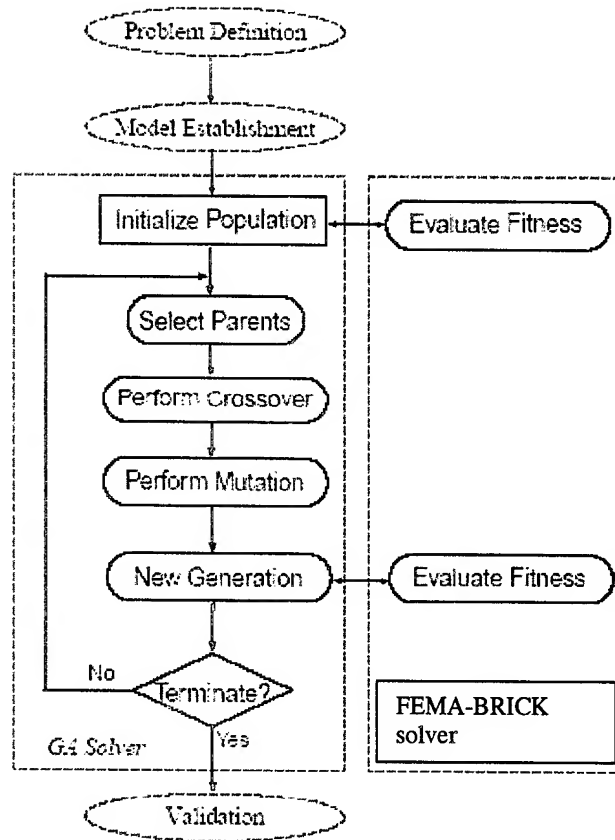 Problem Definition
Model Establishment
Initialize Population
Evaluate Fitness
Select Parents
Perform Crossover
Perform Mutation
New Generation
Evaluate Fitness
No
Terminate?
FEMA-BRICK
solver
GA Solver
Yes
Validation